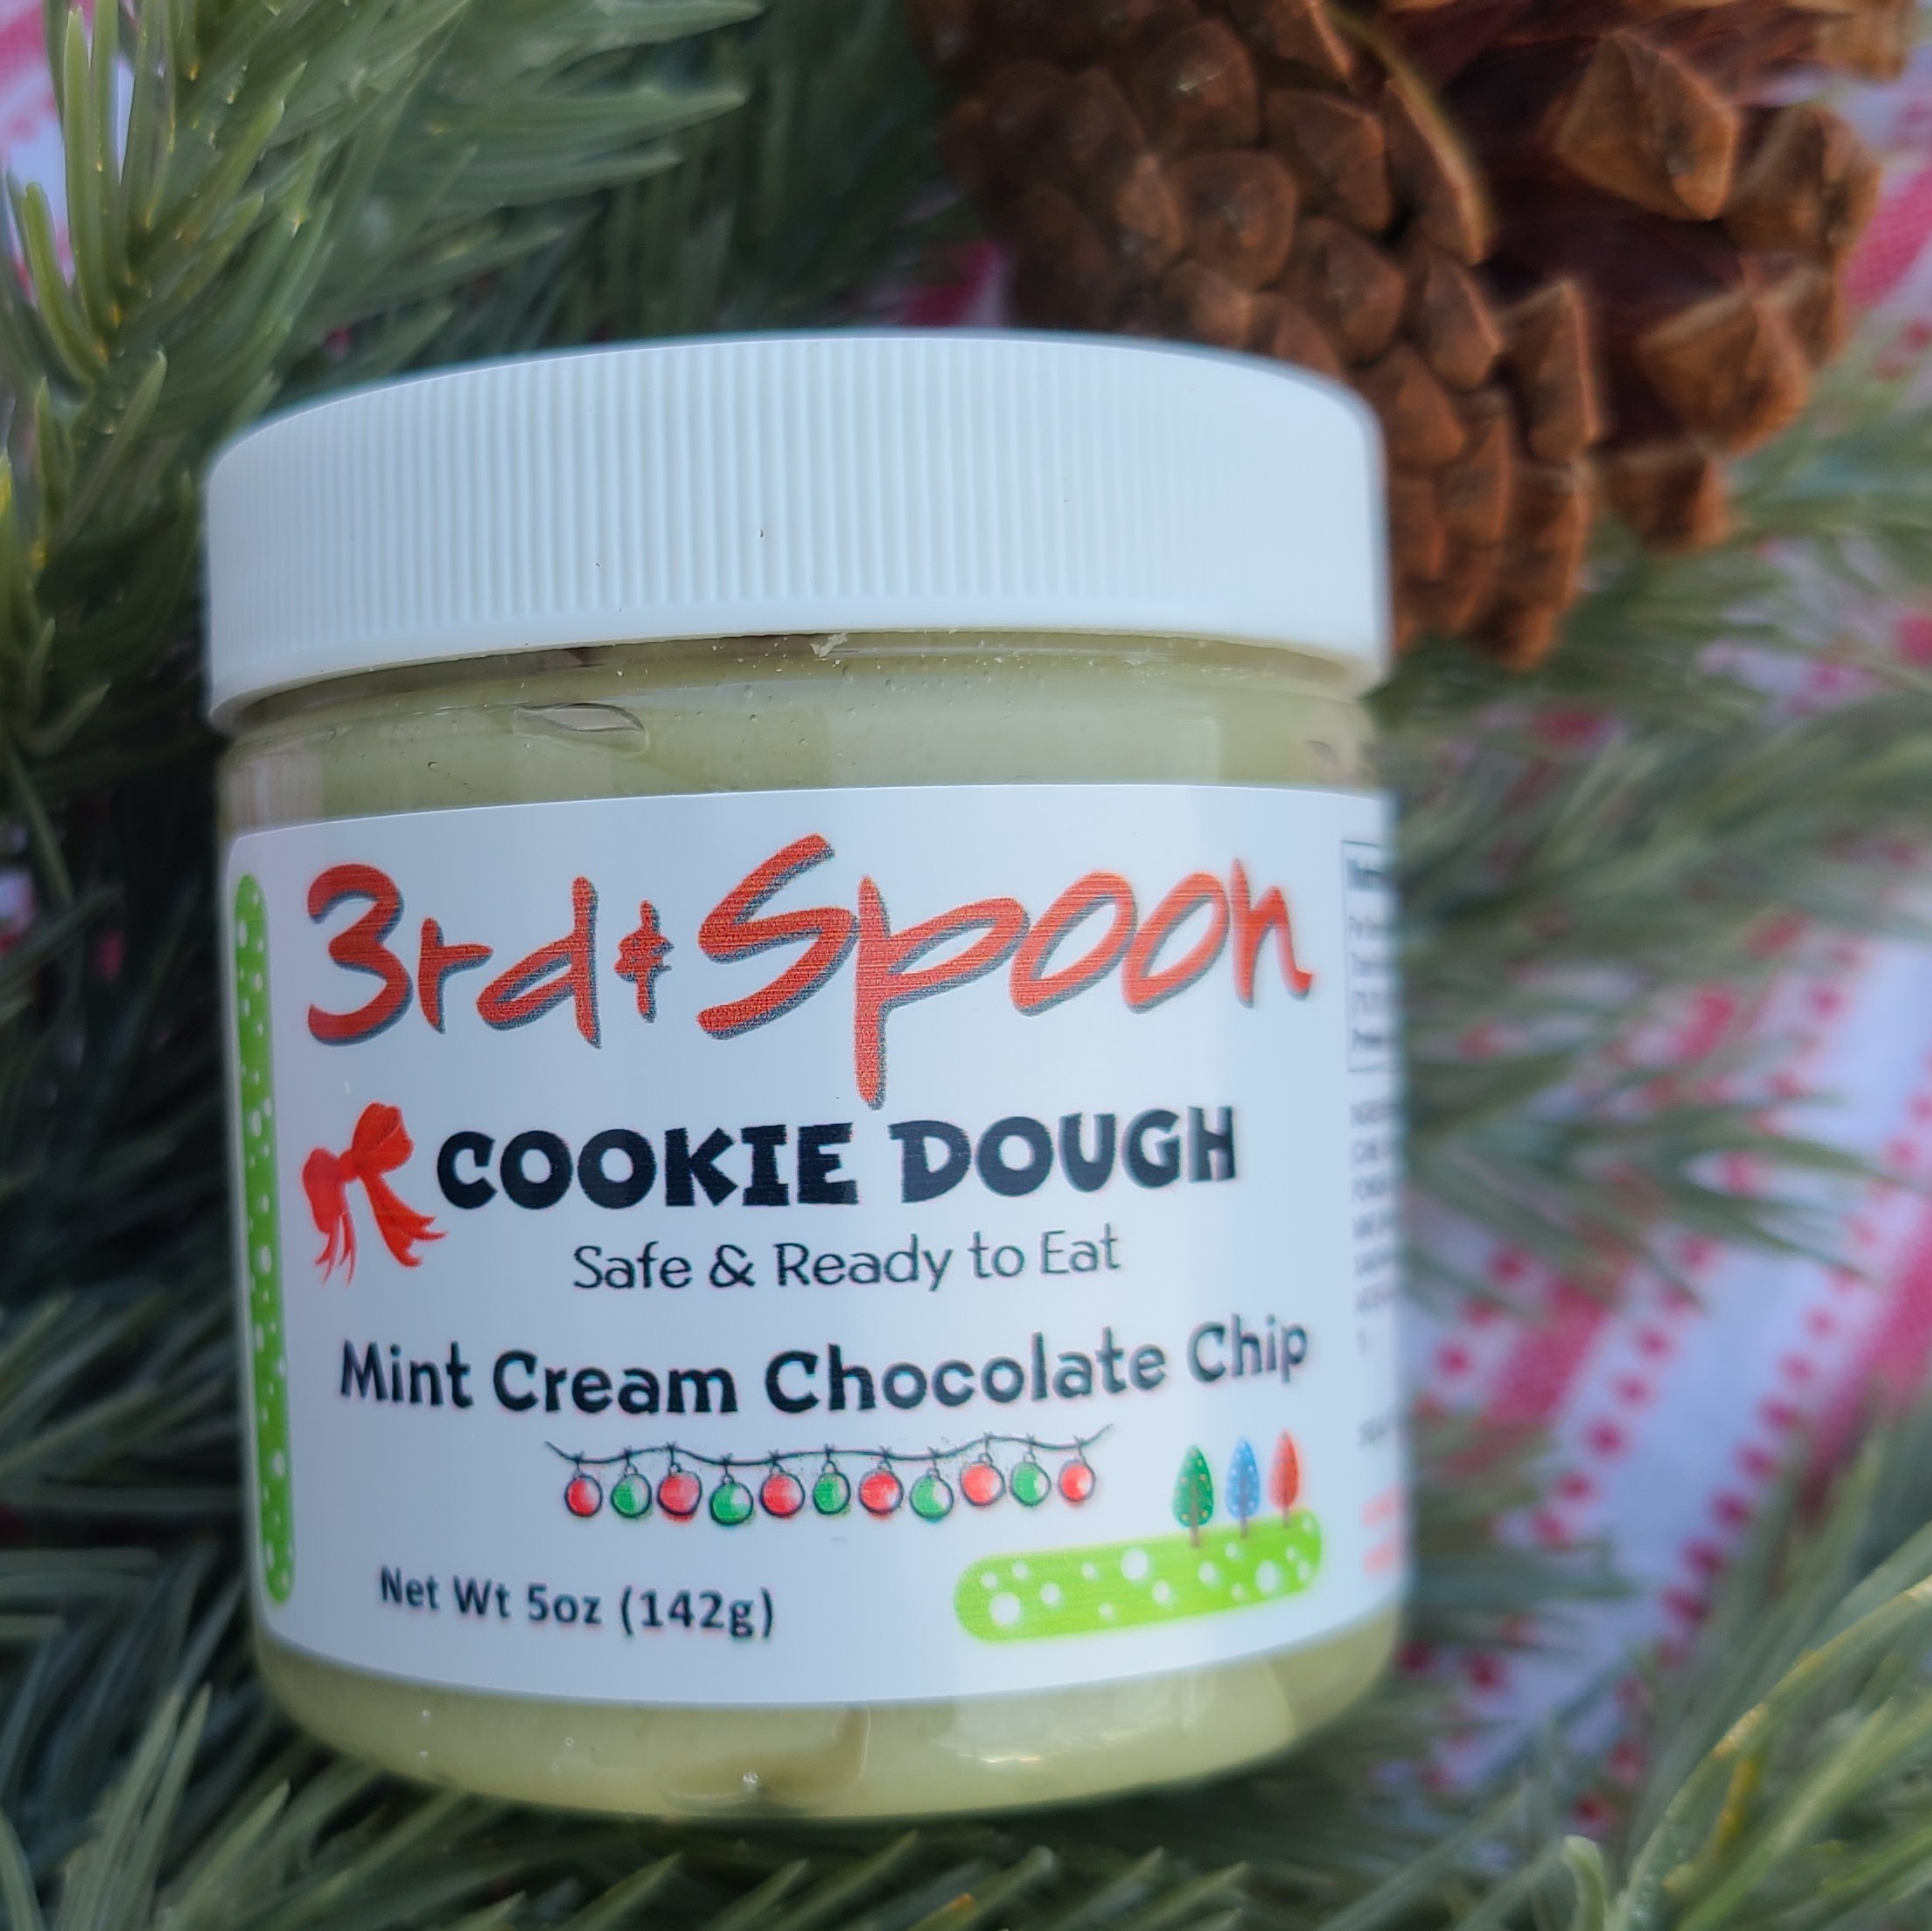 3rd & Spoon
COOKIE DOUGH
Safe & Ready to Eat
Mint Cream Chocolate Chip
Net Wt 5oz (142g)